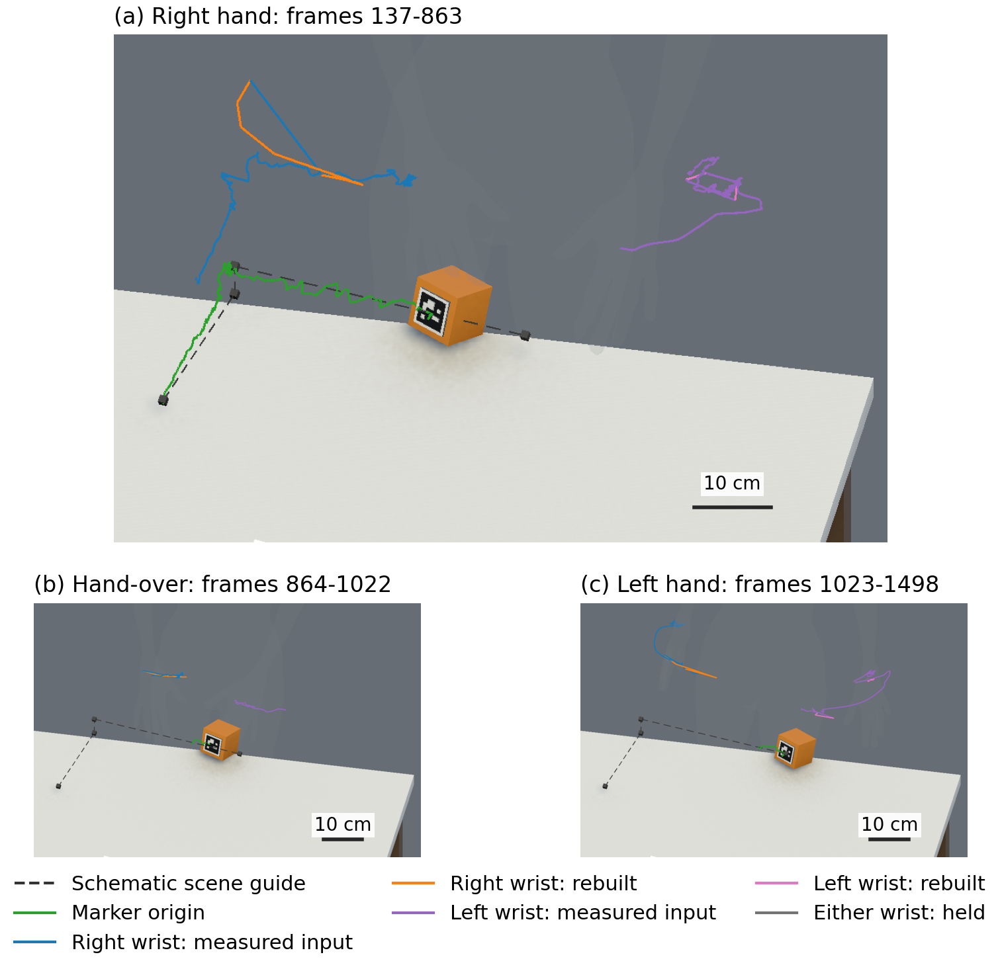 (a) Right hand: frames 137-863
10 cm
(b) Hand-over: frames 864-1022
(c) Left hand: frames 1023-1498
10 cm
10 cm
Schematic scene guide
Marker origin
Right wrist: measured input
Right wrist: rebuilt
Left wrist: measured input
Left wrist: rebuilt
Either wrist: held